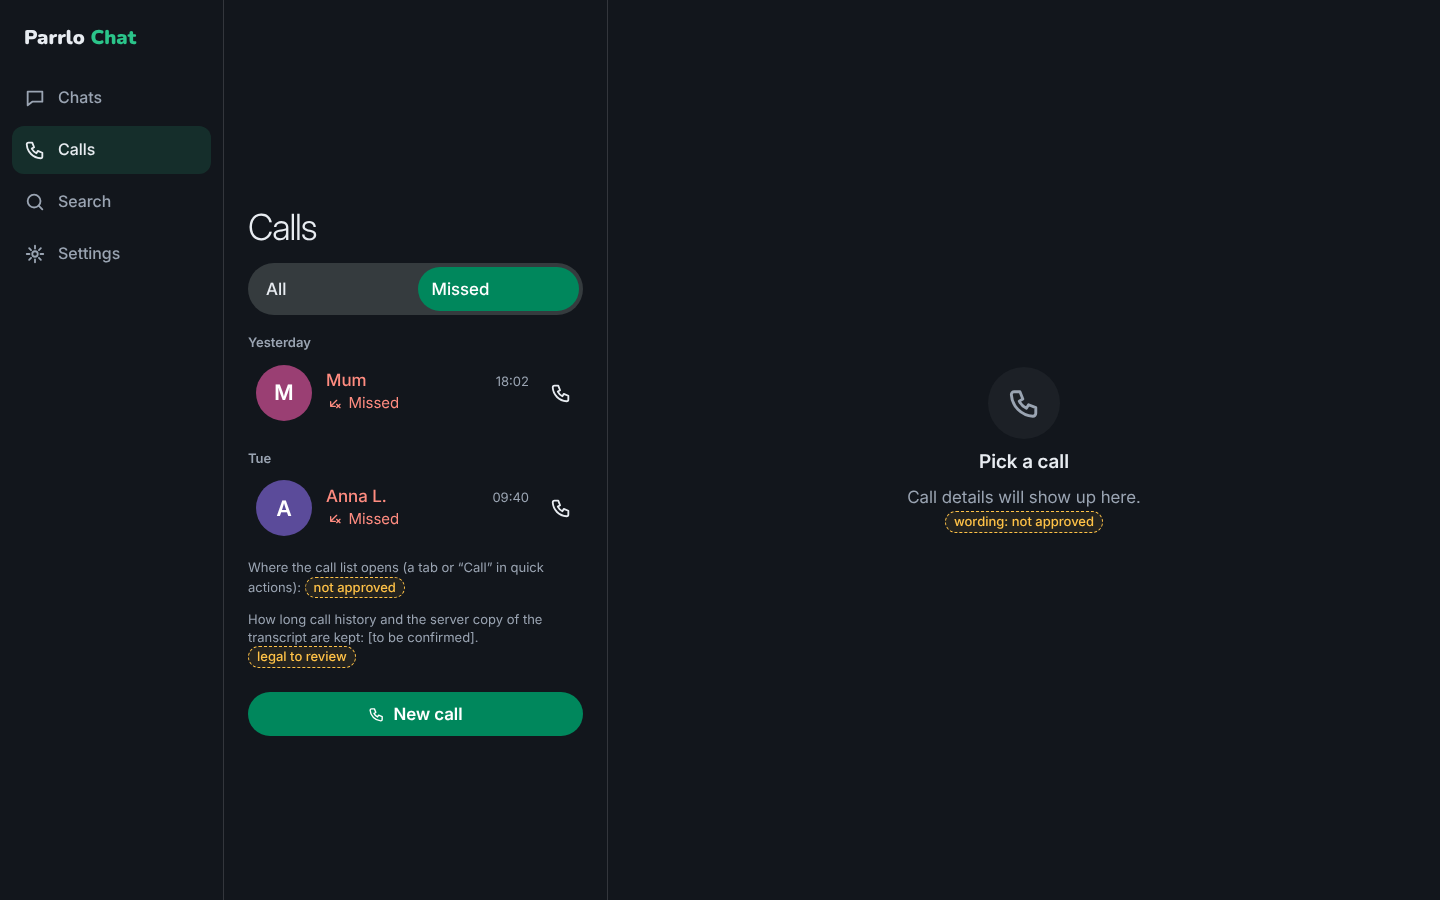 Parrlo Chat
Chats
Calls
Search
Settings
Calls
All
Missed
Yesterday
M
Mum
18:02
Missed
Tue
A
Anna L.
09:40
Missed
Where the call list opens (a tab or “Call” in quick
actions): not approved
How long call history and the server copy of the
transcript are kept: [to be confirmed].
legal to review
New call
Pick a call
Call details will show up here.
wording: not approved